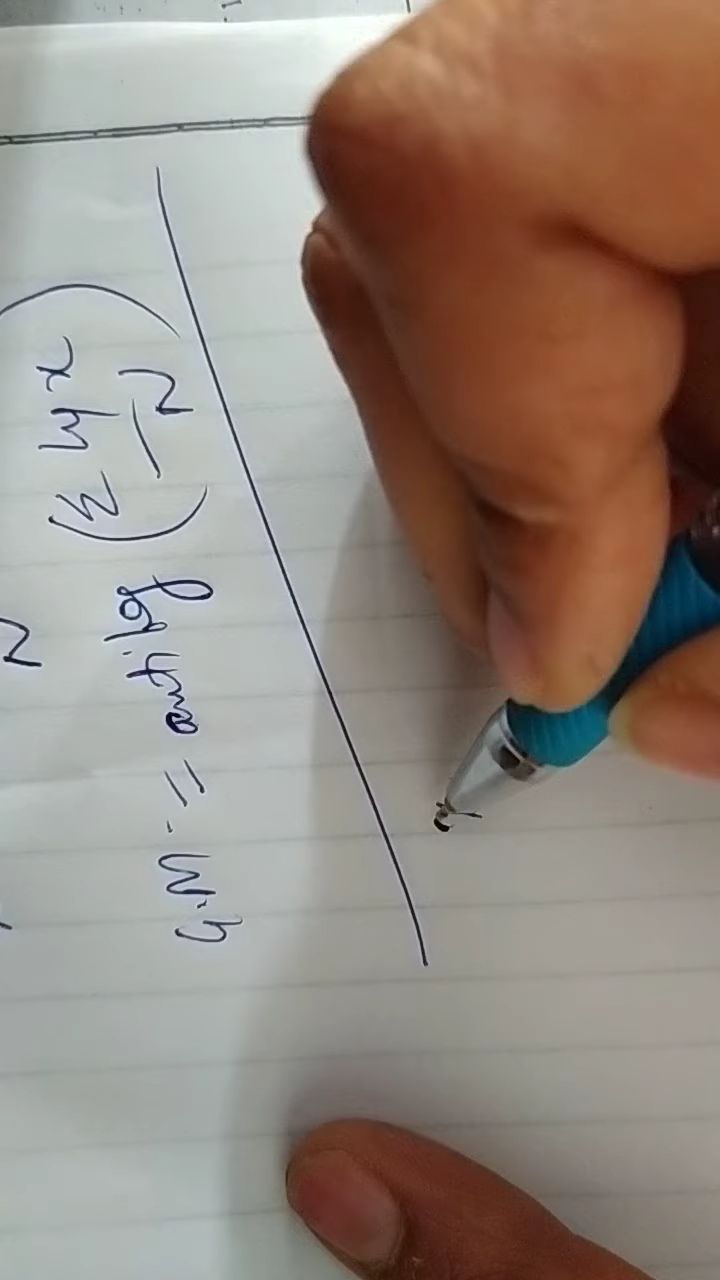 G.M. = antilog (Σ log x / N)
N